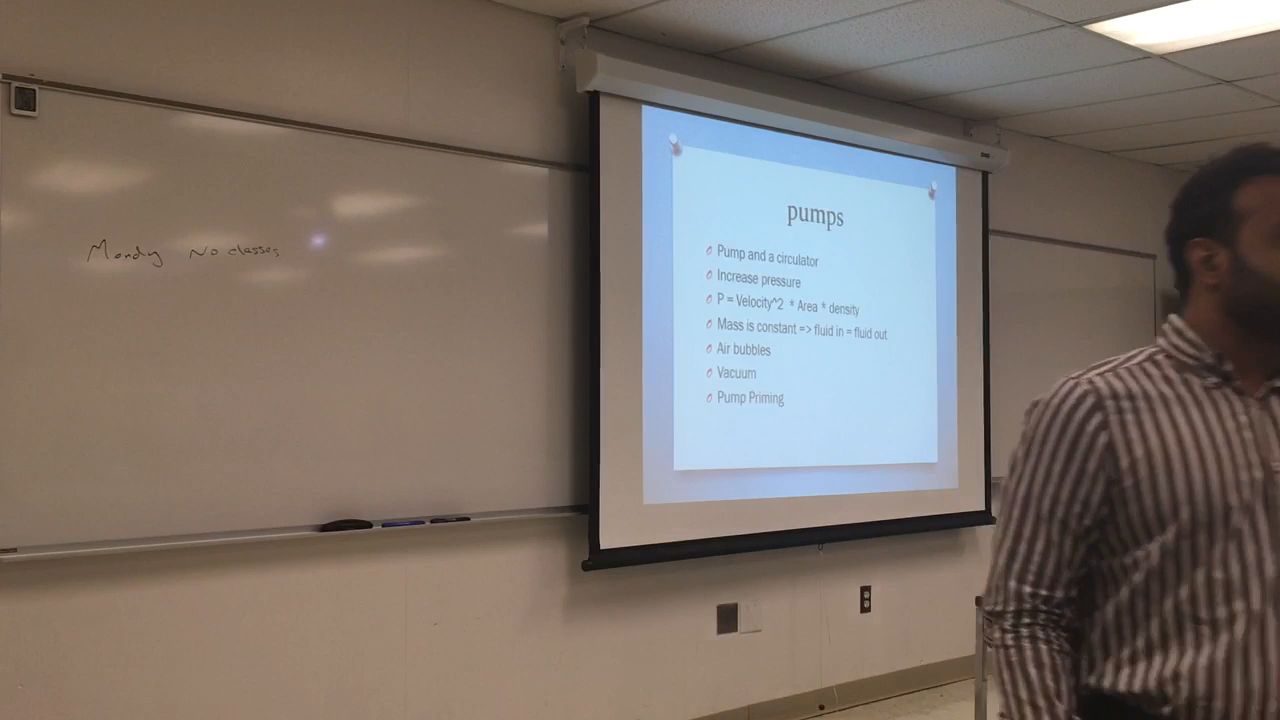 Mondy No classes
pumps
Pump and a circulator
Increase pressure
P = Velocity^2 * Area * density
Mass is constant => fluid in = fluid out
Air bubbles
Vacuum
Pump Priming